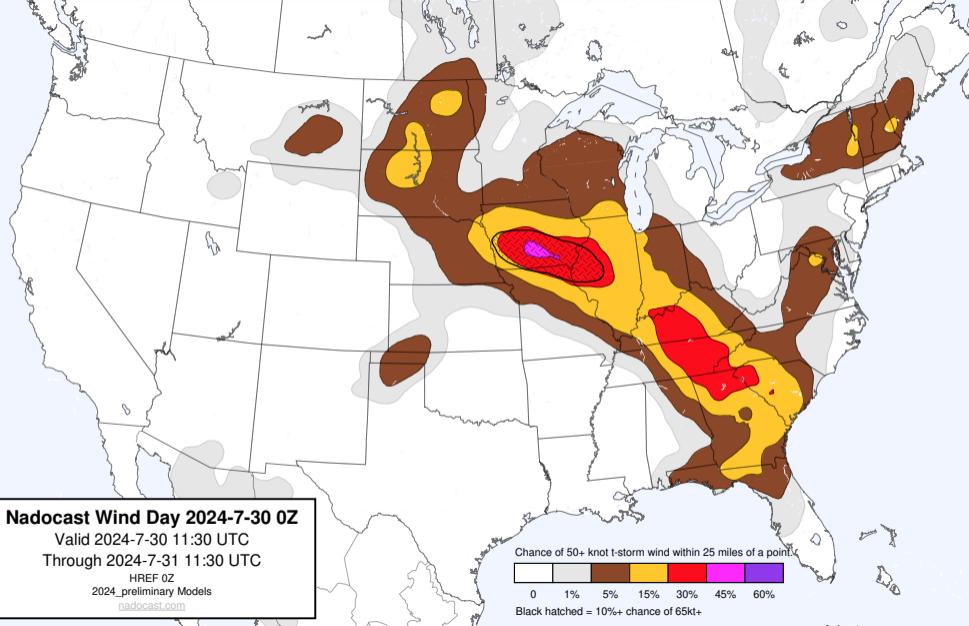 Nadocast Wind Day 2024-7-30 0Z
Valid 2024-7-30 11:30 UTC
Through 2024-7-31 11:30 UTC
HREF 0Z
2024_preliminary Models
nadocast.com
Chance of 50+ knot t-storm wind within 25 miles of a point.
0 1% 5% 15% 30% 45% 60%
Black hatched = 10%+ chance of 65kt+